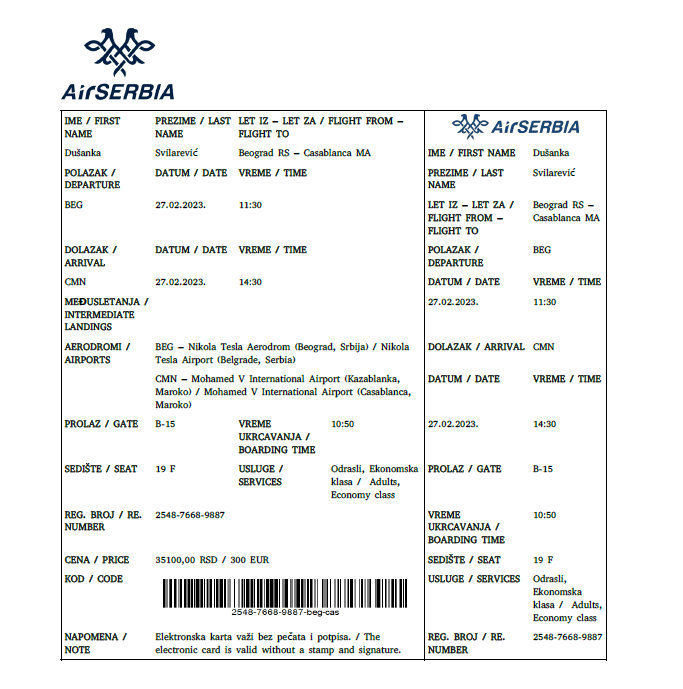 AirSERBIA
IME / FIRST NAME
PREZIME / LAST NAME
LET IZ – LET ZA / FLIGHT FROM – FLIGHT TO
Dušanka
Svilarević
Beograd RS – Casablanca MA
POLAZAK / DEPARTURE
DATUM / DATE
VREME / TIME
BEG
27.02.2023.
11:30
DOLAZAK / ARRIVAL
DATUM / DATE
VREME / TIME
CMN
27.02.2023.
14:30
MEĐUSLETANJA /
INTERMEDIATE
LANDINGS
AERODROMI /
AIRPORTS
BEG – Nikola Tesla Aerodrom (Beograd, Srbija) / Nikola
Tesla Airport (Belgrade, Serbia)
CMN – Mohamed V International Airport (Kazablanka,
Maroko) / Mohamed V International Airport (Casablanca,
Maroko)
PROLAZ / GATE
B-15
VREME
UKRCAVANJA /
BOARDING TIME
10:50
SEDIŠTE / SEAT
19 F
USLUGE /
SERVICES
Odrasli, Ekonomska
klasa / Adults,
Economy class
REG. BROJ / RE.
NUMBER
2548-7668-9887
CENA / PRICE
35100,00 RSD / 300 EUR
KOD / CODE
2548-7668-9887-beg-cas
NAPOMENA /
NOTE
Elektronska karta važi bez pečata i potpisa. / The
electronic card is valid without a stamp and signature.
AirSERBIA
IME / FIRST NAME
Dušanka
PREZIME / LAST
NAME
Svilarević
LET IZ – LET ZA /
FLIGHT FROM –
FLIGHT TO
Beograd RS –
Casablanca MA
POLAZAK /
DEPARTURE
BEG
DATUM / DATE
VREME / TIME
27.02.2023.
11:30
DOLAZAK / ARRIVAL
CMN
DATUM / DATE
VREME / TIME
27.02.2023.
14:30
PROLAZ / GATE
B-15
VREME
UKRCAVANJA /
BOARDING TIME
10:50
SEDIŠTE / SEAT
19 F
USLUGE / SERVICES
Odrasli,
Ekonomska
klasa / Adults,
Economy class
REG. BROJ / RE.
NUMBER
2548-7668-9887